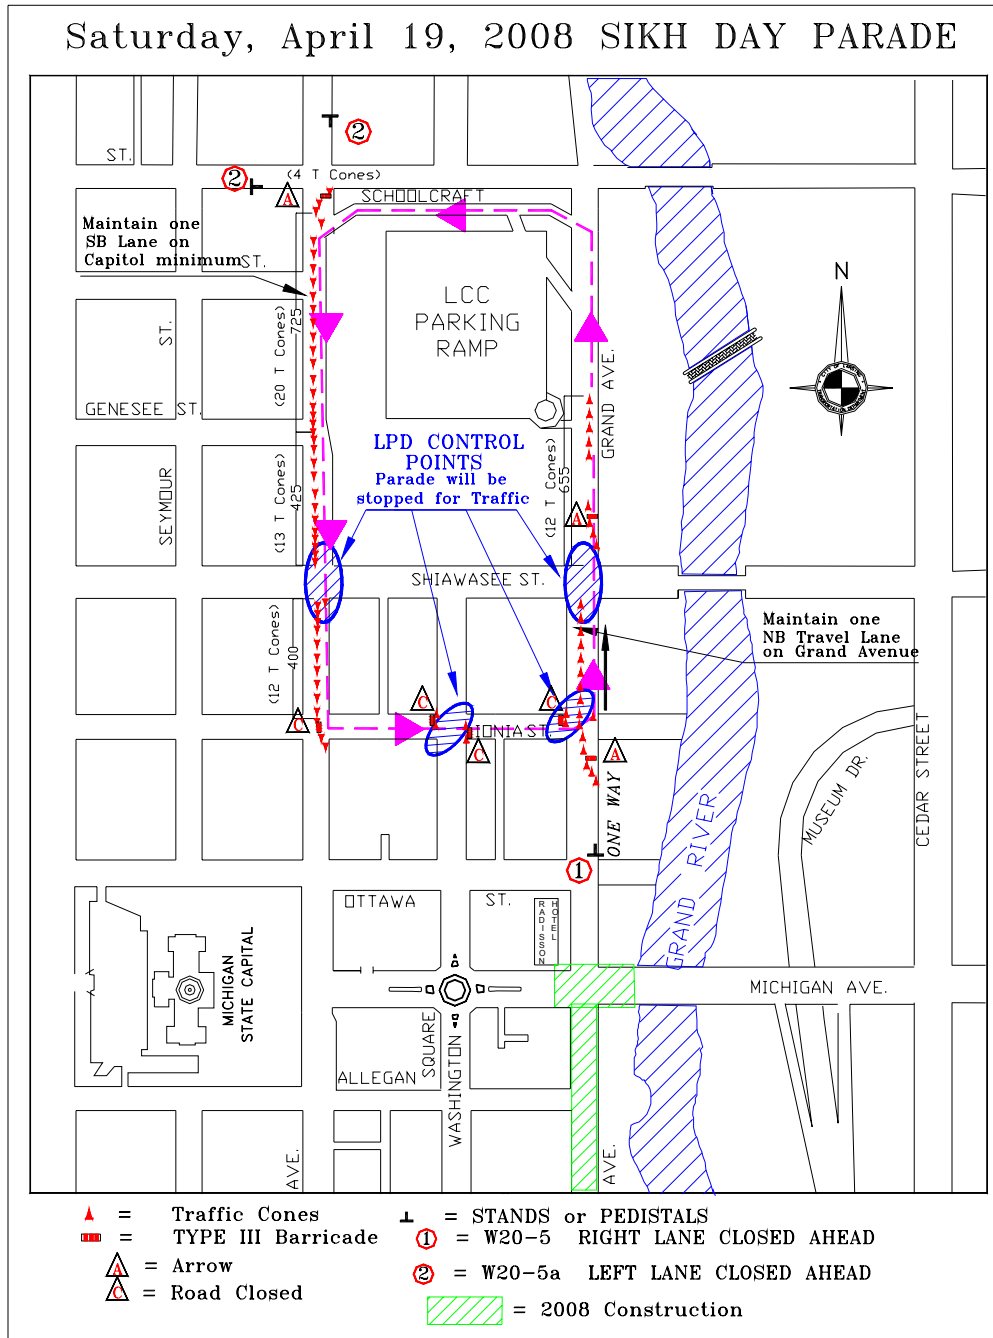 Saturday, April 19, 2008 SIKH DAY PARADE
2
ST.
2
(4 T Cones)
A
SCHOOLCRAFT
Maintain one
SB Lane on
Capitol minimum
ST.
N
LCC
PARKING
RAMP
(20 T Cones)
725
ST.
GRAND AVE.
GENESEE ST.
LPD CONTROL
POINTS
Parade will be
stopped for Traffic
(13 T Cones)
425
SEYMOUR
(12 T Cones)
655
A
SHIAWASEE ST.
(12 T Cones)
400
Maintain one
NB Travel Lane
on Grand Avenue
C
C
C
IONIA ST.
C
A
ONE WAY
MUSEUM DR.
CEDAR STREET
1
GRAND RIVER
OTTAWA ST.
RADISSON
HOTEL
MICHIGAN
STATE CAPITAL
MICHIGAN AVE.
SQUARE
WASHINGTON
ALLEGAN
AVE.
AVE.
= Traffic Cones
= TYPE III Barricade
A = Arrow
C = Road Closed
= STANDS or PEDISTALS
1 = W20-5 RIGHT LANE CLOSED AHEAD
2 = W20-5a LEFT LANE CLOSED AHEAD
= 2008 Construction